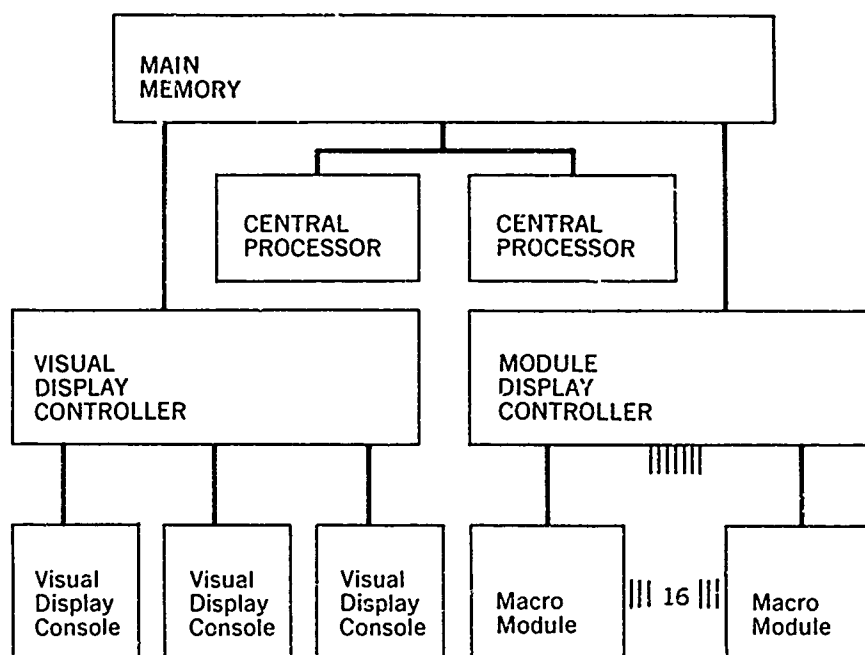 MAIN
MEMORY
CENTRAL
PROCESSOR
CENTRAL
PROCESSOR
VISUAL
DISPLAY
CONTROLLER
MODULE
DISPLAY
CONTROLLER
Visual
Display
Console
Visual
Display
Console
Visual
Display
Console
Macro
Module
16
Macro
Module